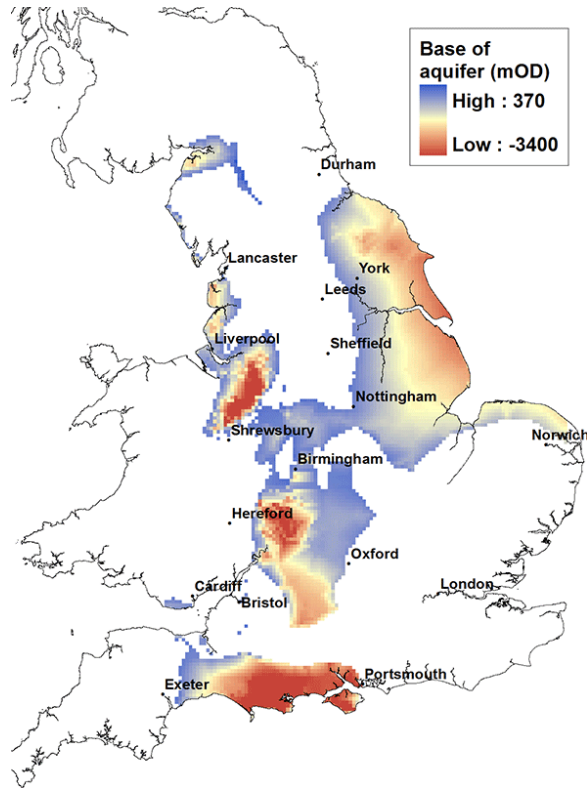 Base of
aquifer (mOD)
High : 370
Low : -3400
Durham
Lancaster
York
Leeds
Liverpool
Sheffield
Nottingham
Shrewsbury
Norwich
Birmingham
Hereford
Oxford
Cardiff
London
Bristol
Portsmouth
Exeter